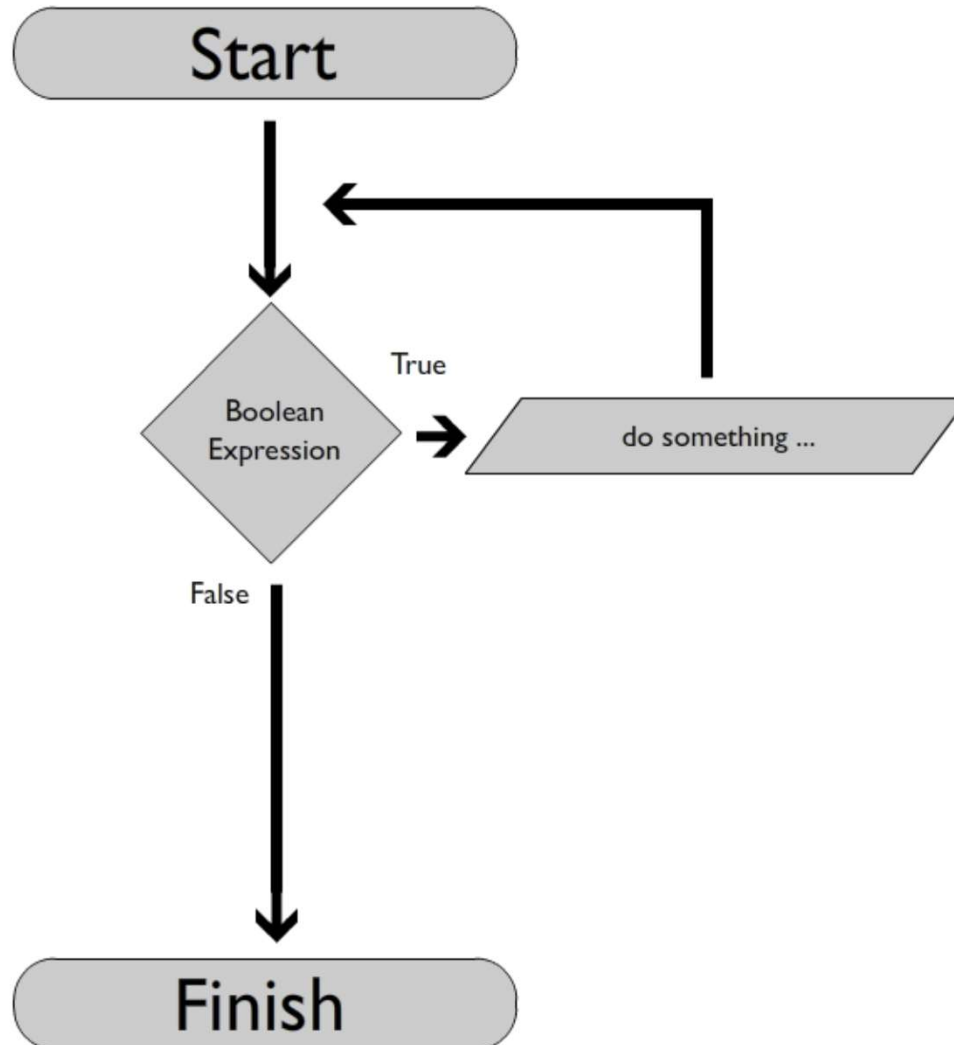 Start
True
Boolean
Expression
do something ...
False
Finish